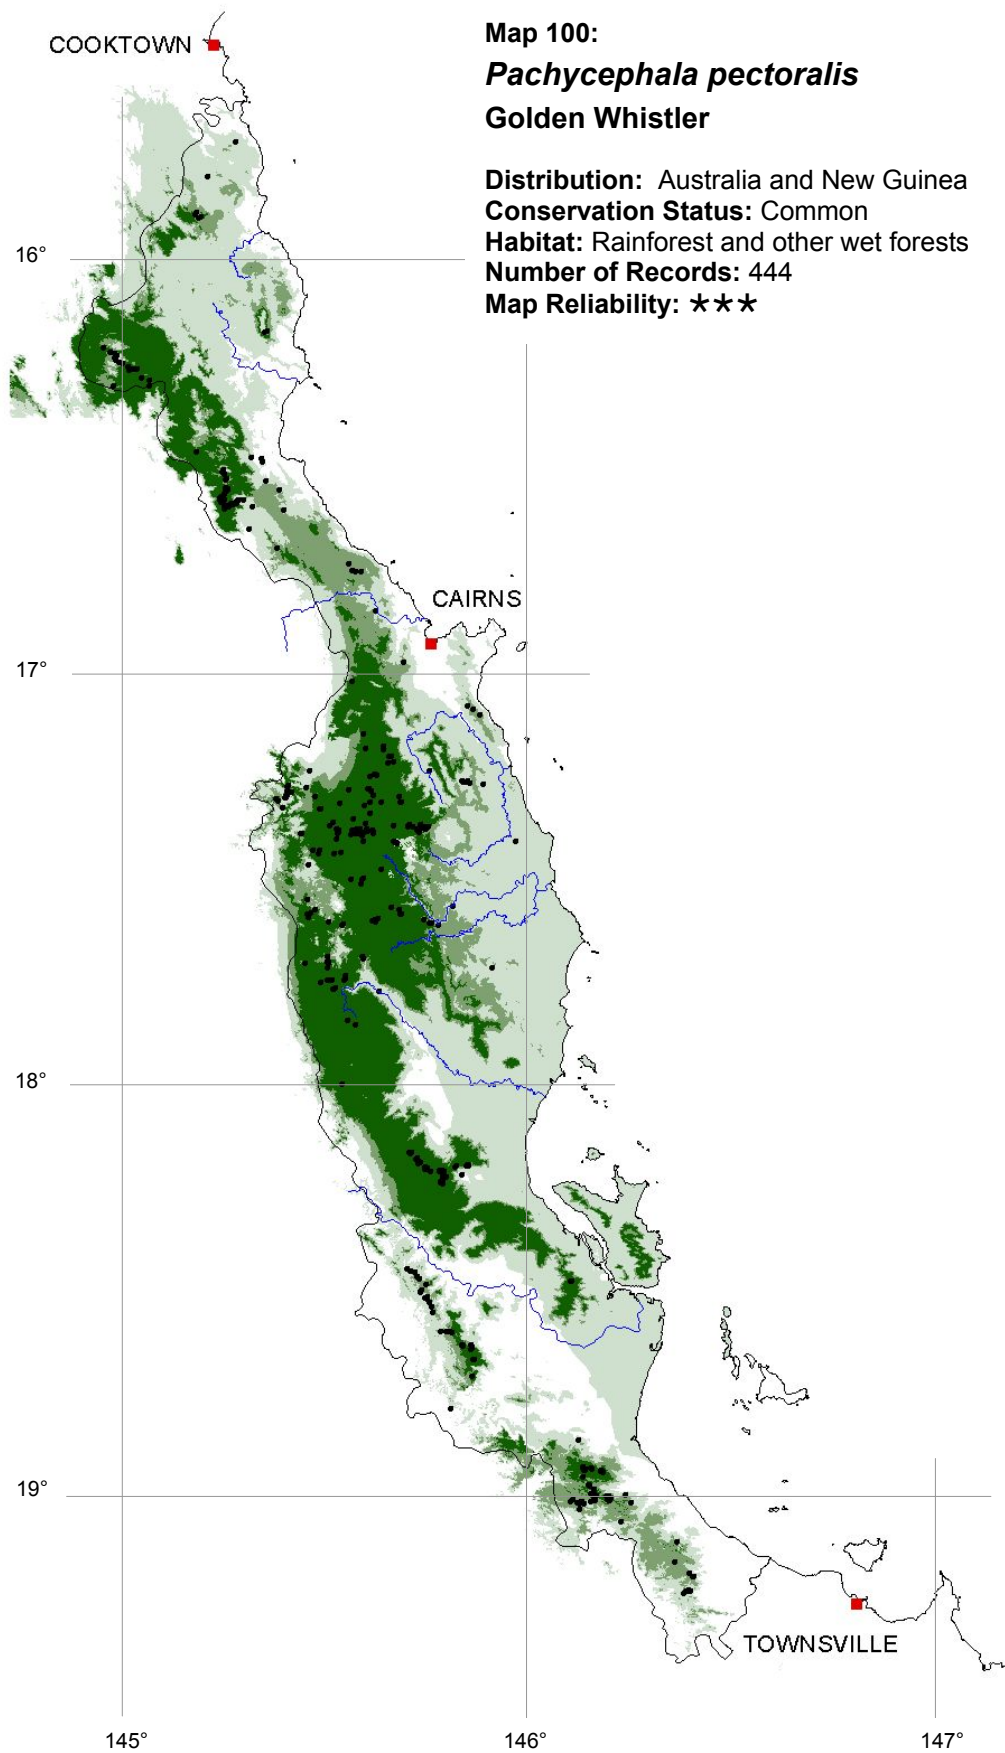 COOKTOWN
Map 100:
Pachycephala pectoralis
Golden Whistler
Distribution: Australia and New Guinea
Conservation Status: Common
Habitat: Rainforest and other wet forests
Number of Records: 444
Map Reliability: ***
16°
CAIRNS
17°
18°
19°
TOWNSVILLE
145° 146° 147°